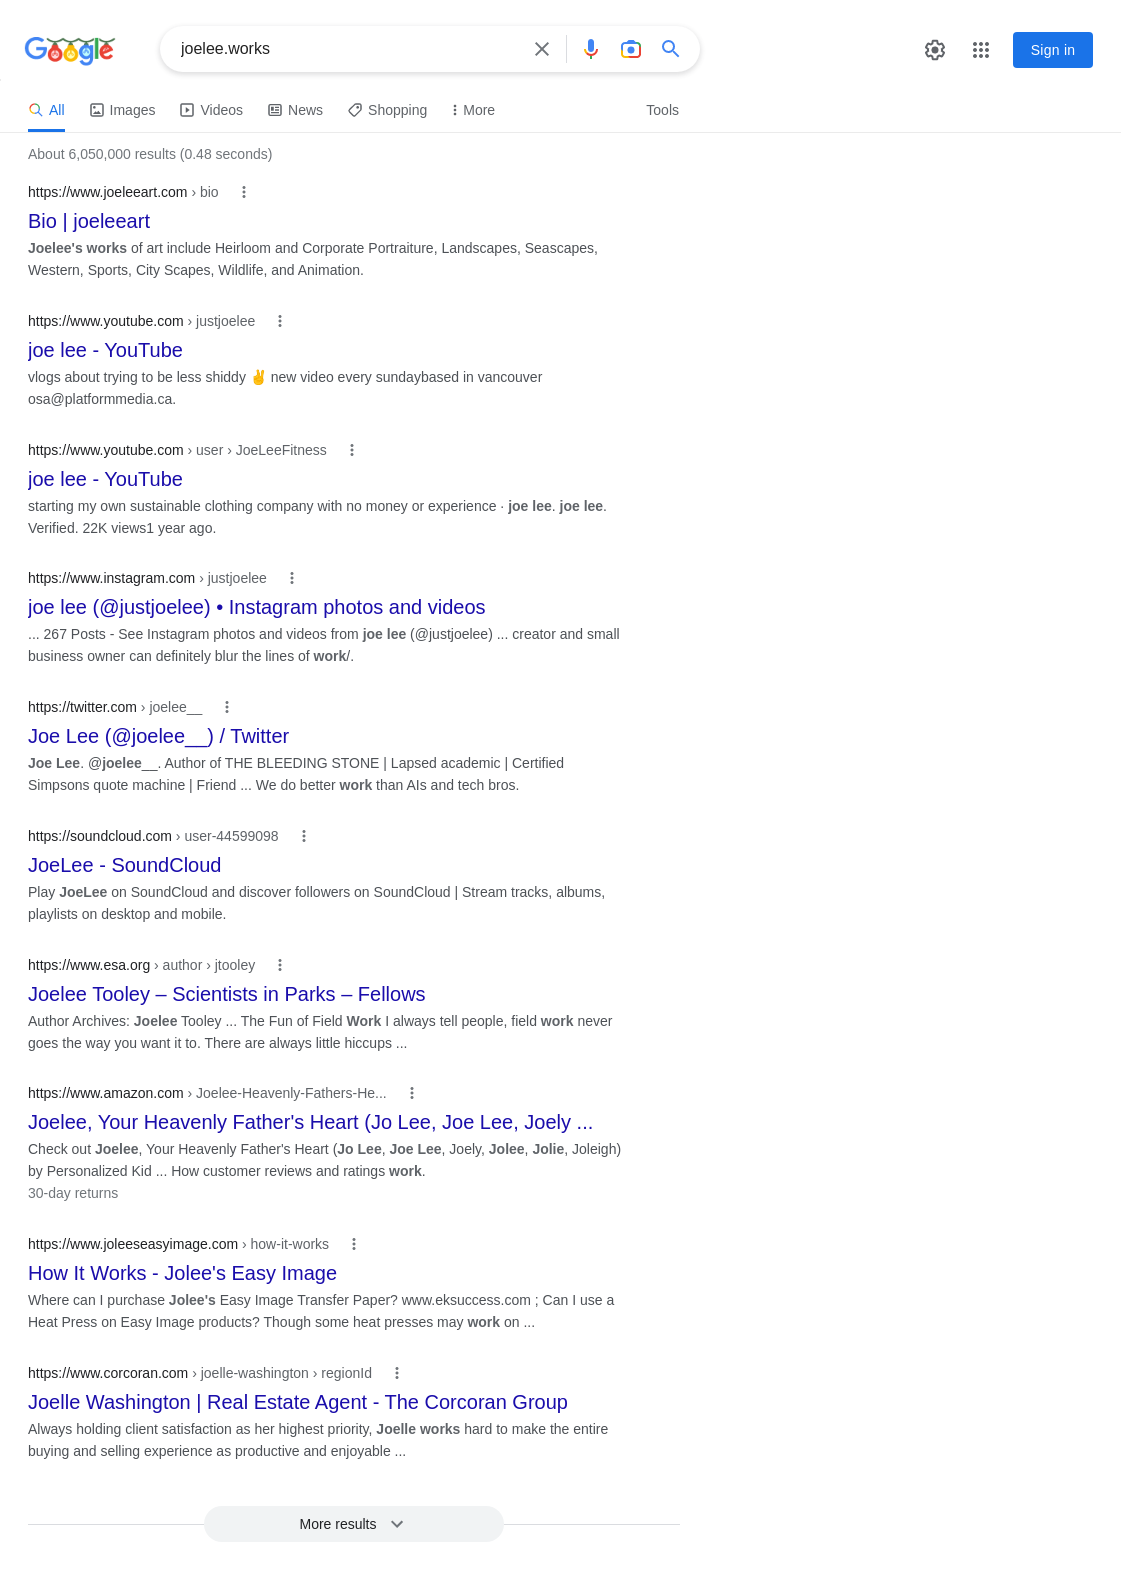 Google
joelee.works
Sign in
All
Images
Videos
News
Shopping
More
Tools
About 6,050,000 results (0.48 seconds)
https://www.joeleeart.com › bio
Bio | joeleeart
Joelee's works of art include Heirloom and Corporate Portraiture, Landscapes, Seascapes,
Western, Sports, City Scapes, Wildlife, and Animation.
https://www.youtube.com › justjoelee
joe lee - YouTube
vlogs about trying to be less shiddy ✌️ new video every sundaybased in vancouver
osa@platformmedia.ca.
https://www.youtube.com › user › JoeLeeFitness
joe lee - YouTube
starting my own sustainable clothing company with no money or experience · joe lee. joe lee.
Verified. 22K views1 year ago.
https://www.instagram.com › justjoelee
joe lee (@justjoelee) • Instagram photos and videos
... 267 Posts - See Instagram photos and videos from joe lee (@justjoelee) ... creator and small
business owner can definitely blur the lines of work/.
https://twitter.com › joelee__
Joe Lee (@joelee__) / Twitter
Joe Lee. @joelee__. Author of THE BLEEDING STONE | Lapsed academic | Certified
Simpsons quote machine | Friend ... We do better work than AIs and tech bros.
https://soundcloud.com › user-44599098
JoeLee - SoundCloud
Play JoeLee on SoundCloud and discover followers on SoundCloud | Stream tracks, albums,
playlists on desktop and mobile.
https://www.esa.org › author › jtooley
Joelee Tooley – Scientists in Parks – Fellows
Author Archives: Joelee Tooley ... The Fun of Field Work I always tell people, field work never
goes the way you want it to. There are always little hiccups ...
https://www.amazon.com › Joelee-Heavenly-Fathers-He...
Joelee, Your Heavenly Father's Heart (Jo Lee, Joe Lee, Joely ...
Check out Joelee, Your Heavenly Father's Heart (Jo Lee, Joe Lee, Joely, Jolee, Jolie, Joleigh)
by Personalized Kid ... How customer reviews and ratings work.
30-day returns
https://www.joleeseasyimage.com › how-it-works
How It Works - Jolee's Easy Image
Where can I purchase Jolee's Easy Image Transfer Paper? www.eksuccess.com ; Can I use a
Heat Press on Easy Image products? Though some heat presses may work on ...
https://www.corcoran.com › joelle-washington › regionId
Joelle Washington | Real Estate Agent - The Corcoran Group
Always holding client satisfaction as her highest priority, Joelle works hard to make the entire
buying and selling experience as productive and enjoyable ...
More results